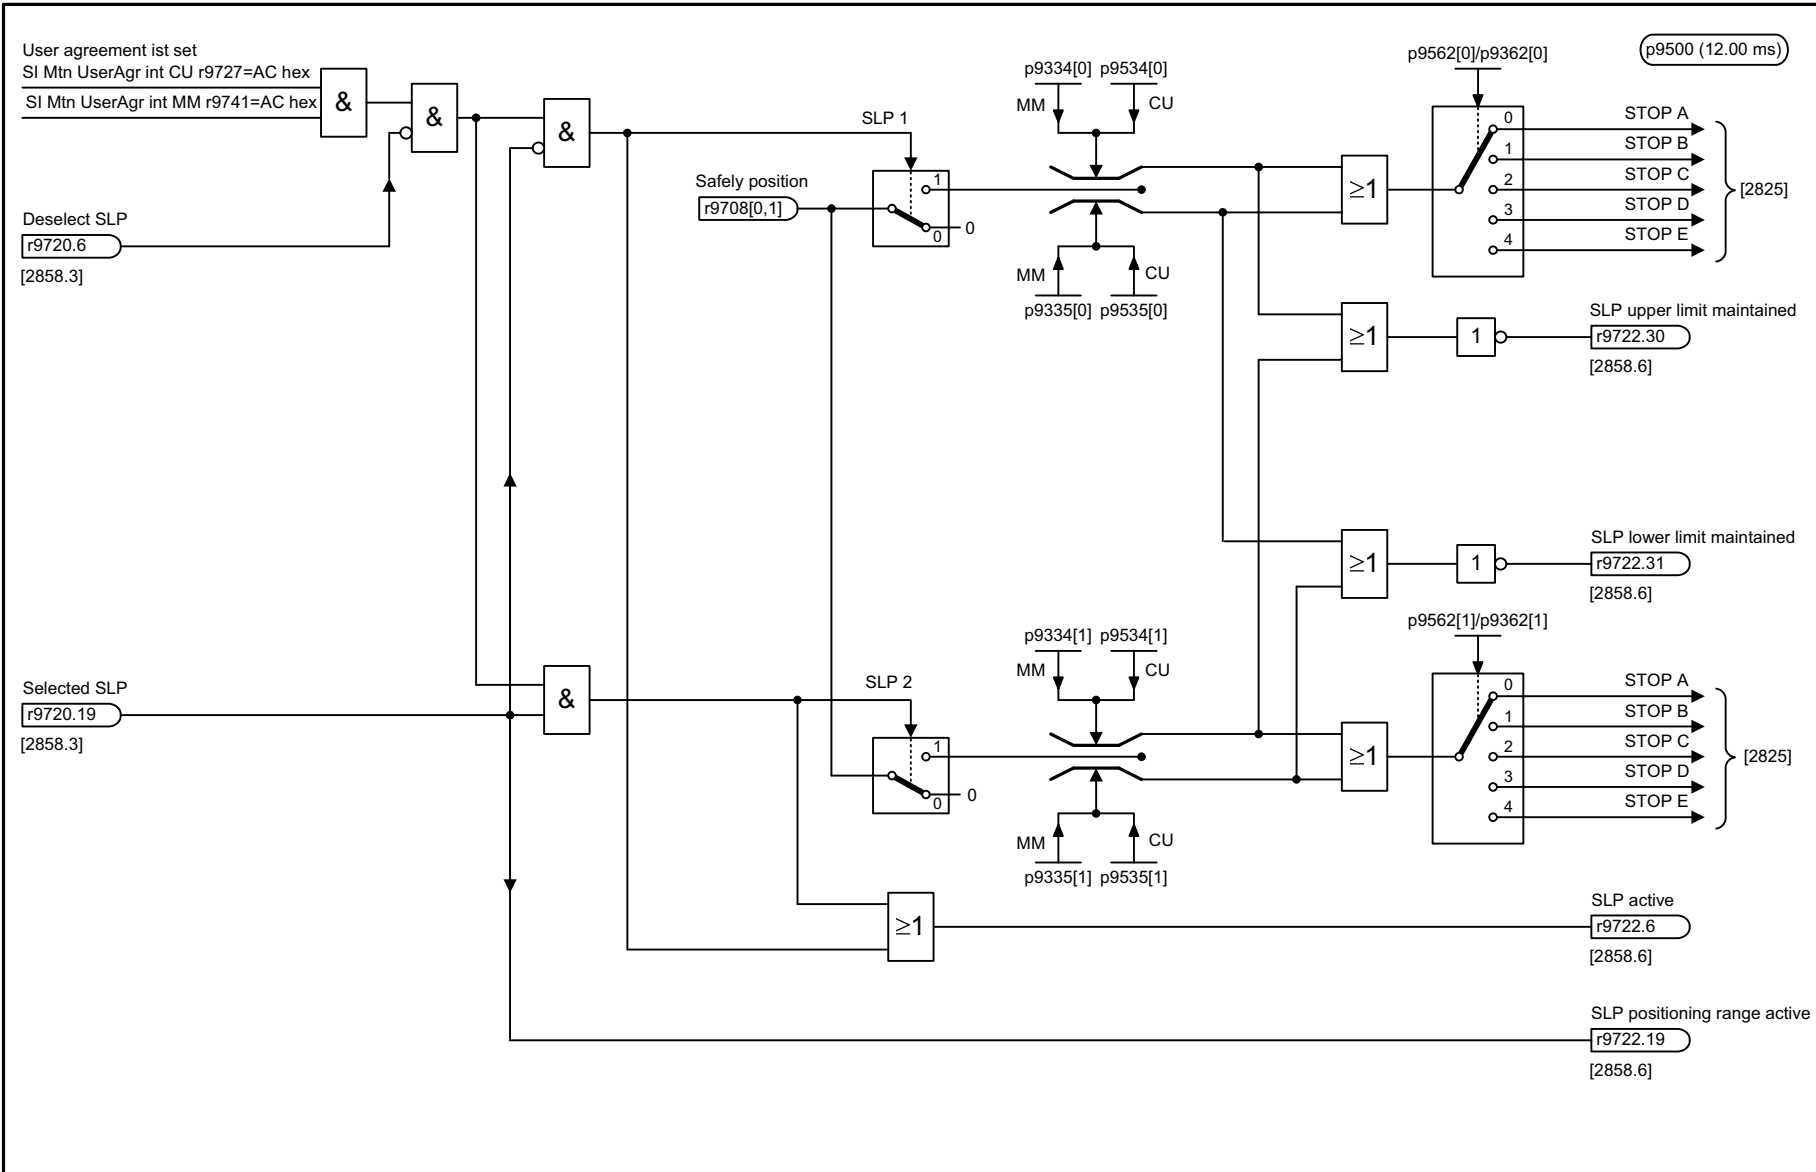 User agreement ist set
SI Mtn UserAgr int CU r9727=AC hex
SI Mtn UserAgr int MM r9741=AC hex
&
&
&
Deselect SLP
r9720.6
[2858.3]
SLP 1
Safely position
r9708[0,1]
1
0
0
p9334[0] p9534[0]
MM CU
MM CU
p9335[0] p9535[0]
≥1
p9562[0]/p9362[0]
p9500 (12.00 ms)
0
1
2
3
4
STOP A
STOP B
STOP C
STOP D
STOP E
[2825]
≥1
1
SLP upper limit maintained
r9722.30
[2858.6]
≥1
1
SLP lower limit maintained
r9722.31
[2858.6]
Selected SLP
r9720.19
[2858.3]
&
SLP 2
1
0
0
p9334[1] p9534[1]
MM CU
MM CU
p9335[1] p9535[1]
≥1
p9562[1]/p9362[1]
0
1
2
3
4
STOP A
STOP B
STOP C
STOP D
STOP E
[2825]
≥1
SLP active
r9722.6
[2858.6]
SLP positioning range active
r9722.19
[2858.6]